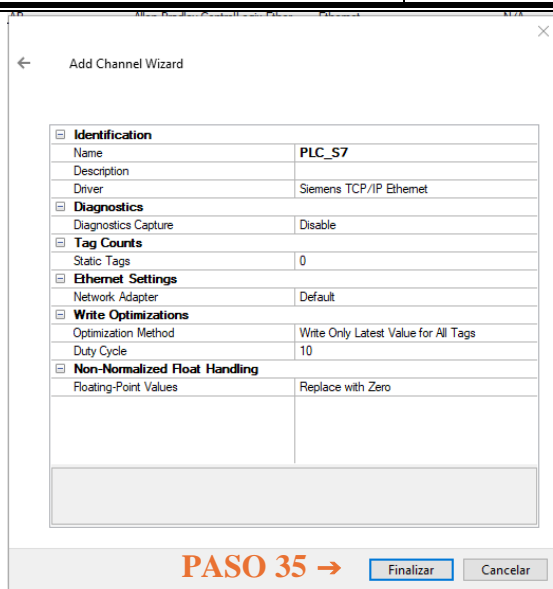 Add Channel Wizard
Identification
Name PLC_S7
Description
Driver Siemens TCP/IP Ethernet
Diagnostics
Diagnostics Capture Disable
Tag Counts
Static Tags 0
Ethernet Settings
Network Adapter Default
Write Optimizations
Optimization Method Write Only Latest Value for All Tags
Duty Cycle 10
Non-Normalized Float Handling
Floating-Point Values Replace with Zero
PASO 35 → Finalizar Cancelar